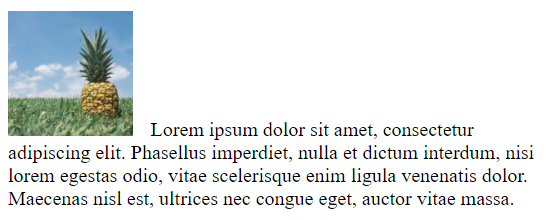 Lorem ipsum dolor sit amet, consectetur
adipiscing elit. Phasellus imperdiet, nulla et dictum interdum, nisi
lorem egestas odio, vitae scelerisque enim ligula venenatis dolor.
Maecenas nisl est, ultrices nec congue eget, auctor vitae massa.